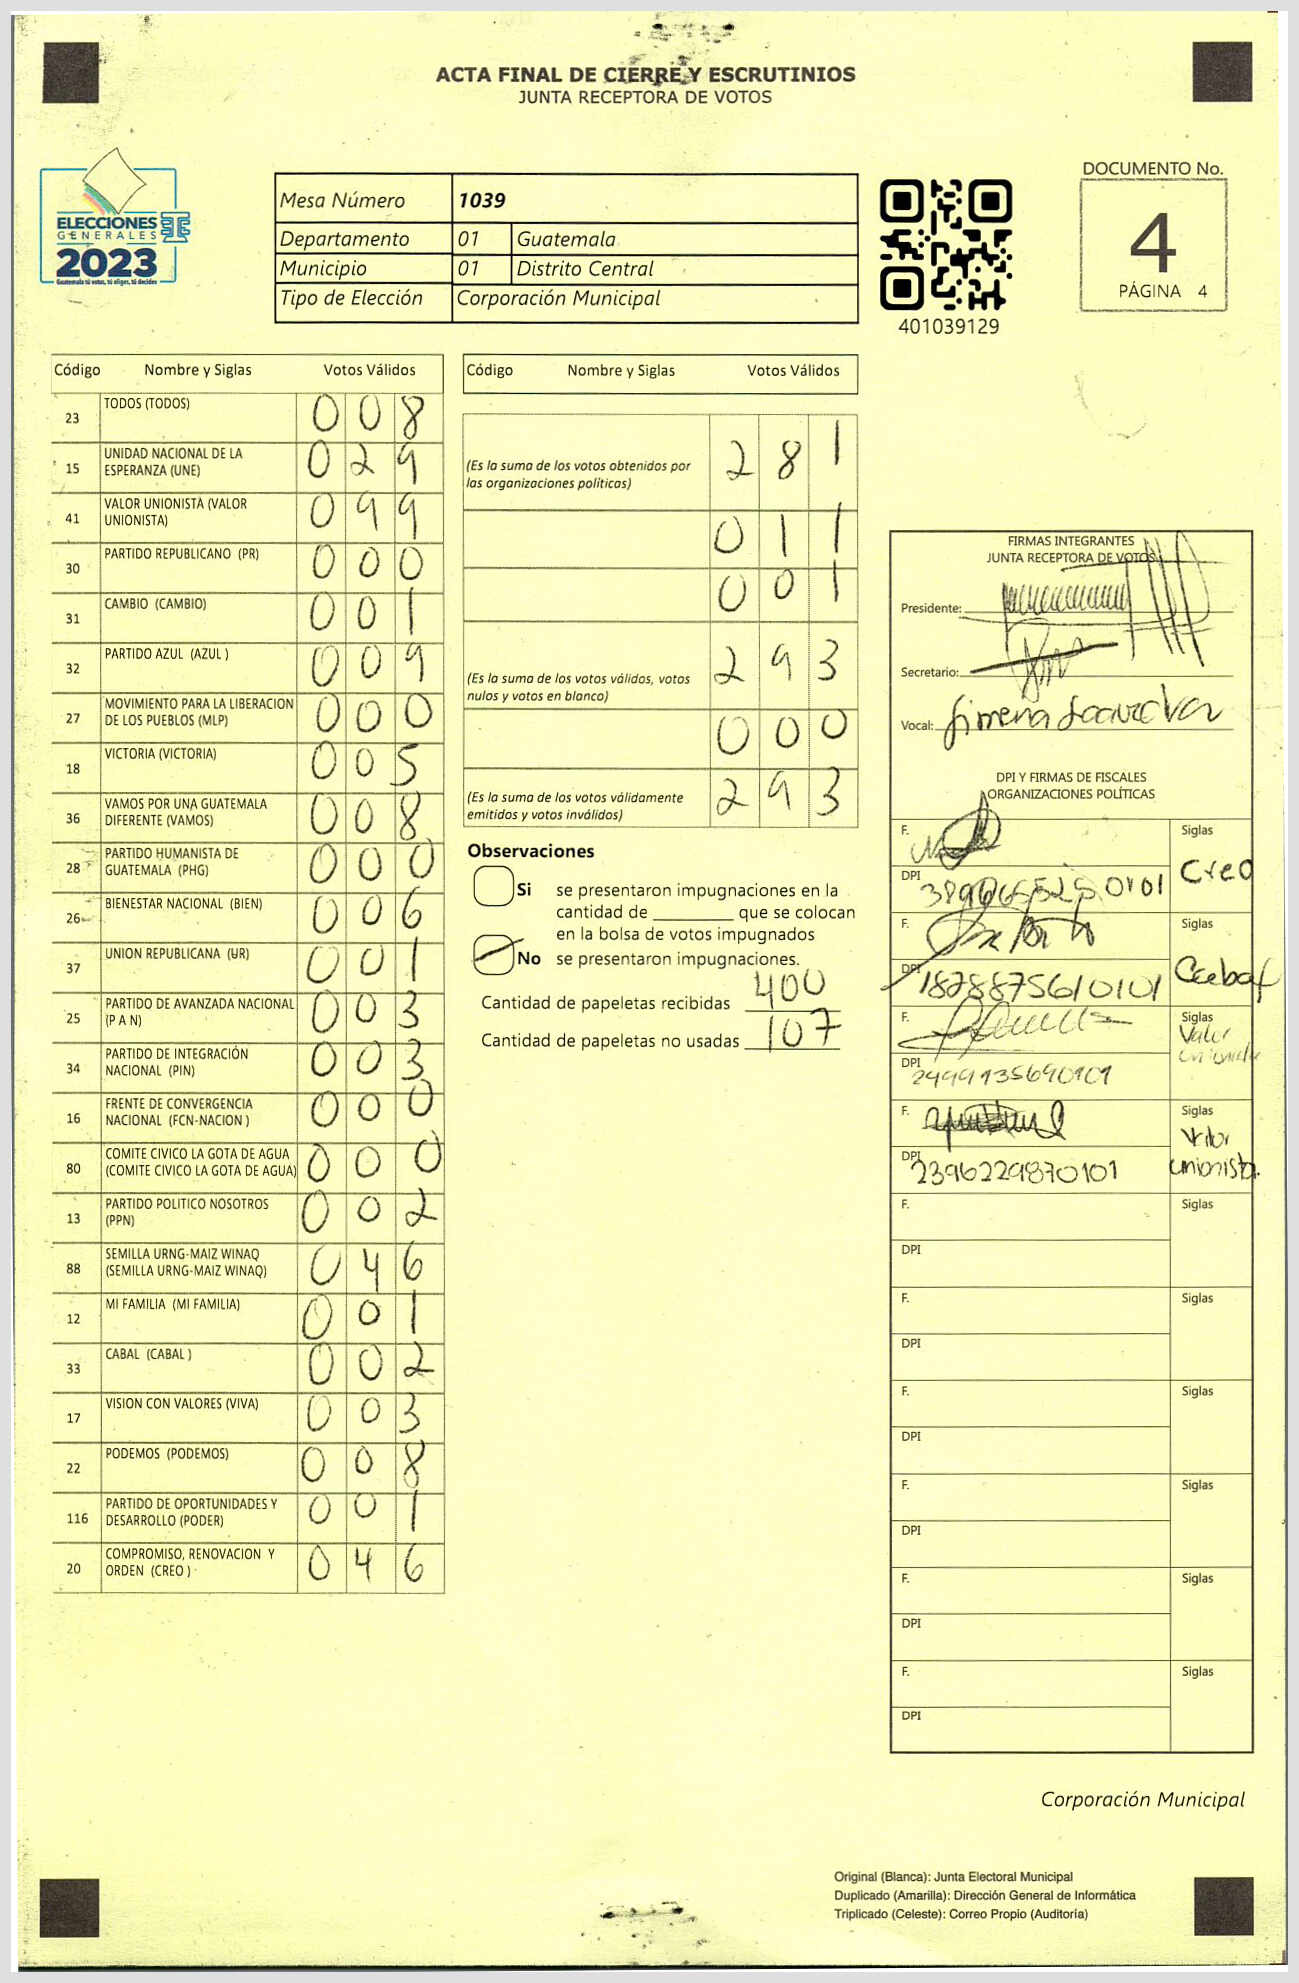 ACTA FINAL DE CIERRE Y ESCRUTINIOS
JUNTA RECEPTORA DE VOTOS
ELECCIONES
GENERALES
2023
Guatemala tú votas, tú eliges, tú decides
Mesa Número 1039
Departamento 01 Guatemala
Municipio 01 Distrito Central
Tipo de Elección Corporación Municipal
401039129
DOCUMENTO No.
4
PÁGINA 4
Código Nombre y Siglas Votos Válidos
23 TODOS (TODOS) 0 0 8
15 UNIDAD NACIONAL DE LA ESPERANZA (UNE) 0 2 9
41 VALOR UNIONISTA (VALOR UNIONISTA) 0 9 9
30 PARTIDO REPUBLICANO (PR) 0 0 0
31 CAMBIO (CAMBIO) 0 0 1
32 PARTIDO AZUL (AZUL ) 0 0 9
27 MOVIMIENTO PARA LA LIBERACION DE LOS PUEBLOS (MLP) 0 0 0
18 VICTORIA (VICTORIA) 0 0 5
36 VAMOS POR UNA GUATEMALA DIFERENTE (VAMOS) 0 0 8
28 PARTIDO HUMANISTA DE GUATEMALA (PHG) 0 0 0
26 BIENESTAR NACIONAL (BIEN) 0 0 6
37 UNION REPUBLICANA (UR) 0 0 1
25 PARTIDO DE AVANZADA NACIONAL (P A N) 0 0 3
34 PARTIDO DE INTEGRACIÓN NACIONAL (PIN) 0 0 3
16 FRENTE DE CONVERGENCIA NACIONAL (FCN-NACION ) 0 0 0
80 COMITE CIVICO LA GOTA DE AGUA (COMITE CIVICO LA GOTA DE AGUA) 0 0 0
13 PARTIDO POLITICO NOSOTROS (PPN) 0 0 2
88 SEMILLA URNG-MAIZ WINAQ (SEMILLA URNG-MAIZ WINAQ) 0 4 6
12 MI FAMILIA (MI FAMILIA) 0 0 1
33 CABAL (CABAL ) 0 0 2
17 VISION CON VALORES (VIVA) 0 0 3
22 PODEMOS (PODEMOS) 0 0 8
116 PARTIDO DE OPORTUNIDADES Y DESARROLLO (PODER) 0 0 1
20 COMPROMISO, RENOVACION Y ORDEN (CREO ) 0 4 6
Código Nombre y Siglas Votos Válidos
(Es la suma de los votos obtenidos por las organizaciones políticas) 2 8 1
0 1 1
0 0 1
(Es la suma de los votos válidos, votos nulos y votos en blanco) 2 9 3
0 0 0
(Es la suma de los votos válidamente emitidos y votos inválidos) 2 9 3
Observaciones
Si se presentaron impugnaciones en la
cantidad de ________ que se colocan
en la bolsa de votos impugnados
No se presentaron impugnaciones.
Cantidad de papeletas recibidas 400
Cantidad de papeletas no usadas 107
FIRMAS INTEGRANTES
JUNTA RECEPTORA DE VOTOS
Presidente:
Secretario:
Vocal: Jimena
DPI Y FIRMAS DE FISCALES
ORGANIZACIONES POLÍTICAS
F. Siglas
DPI Creo
F. Siglas
DPI 1828875610101
F. Siglas
Valor
DPI 2499135690101
F. Siglas
Valor
DPI 2396229870101 unionista.
F. Siglas
DPI
F. Siglas
DPI
F. Siglas
DPI
F. Siglas
DPI
F. Siglas
DPI
F. Siglas
DPI
Corporación Municipal
Original (Blanca): Junta Electoral Municipal
Duplicado (Amarilla): Dirección General de Informática
Triplicado (Celeste): Correo Propio (Auditoría)